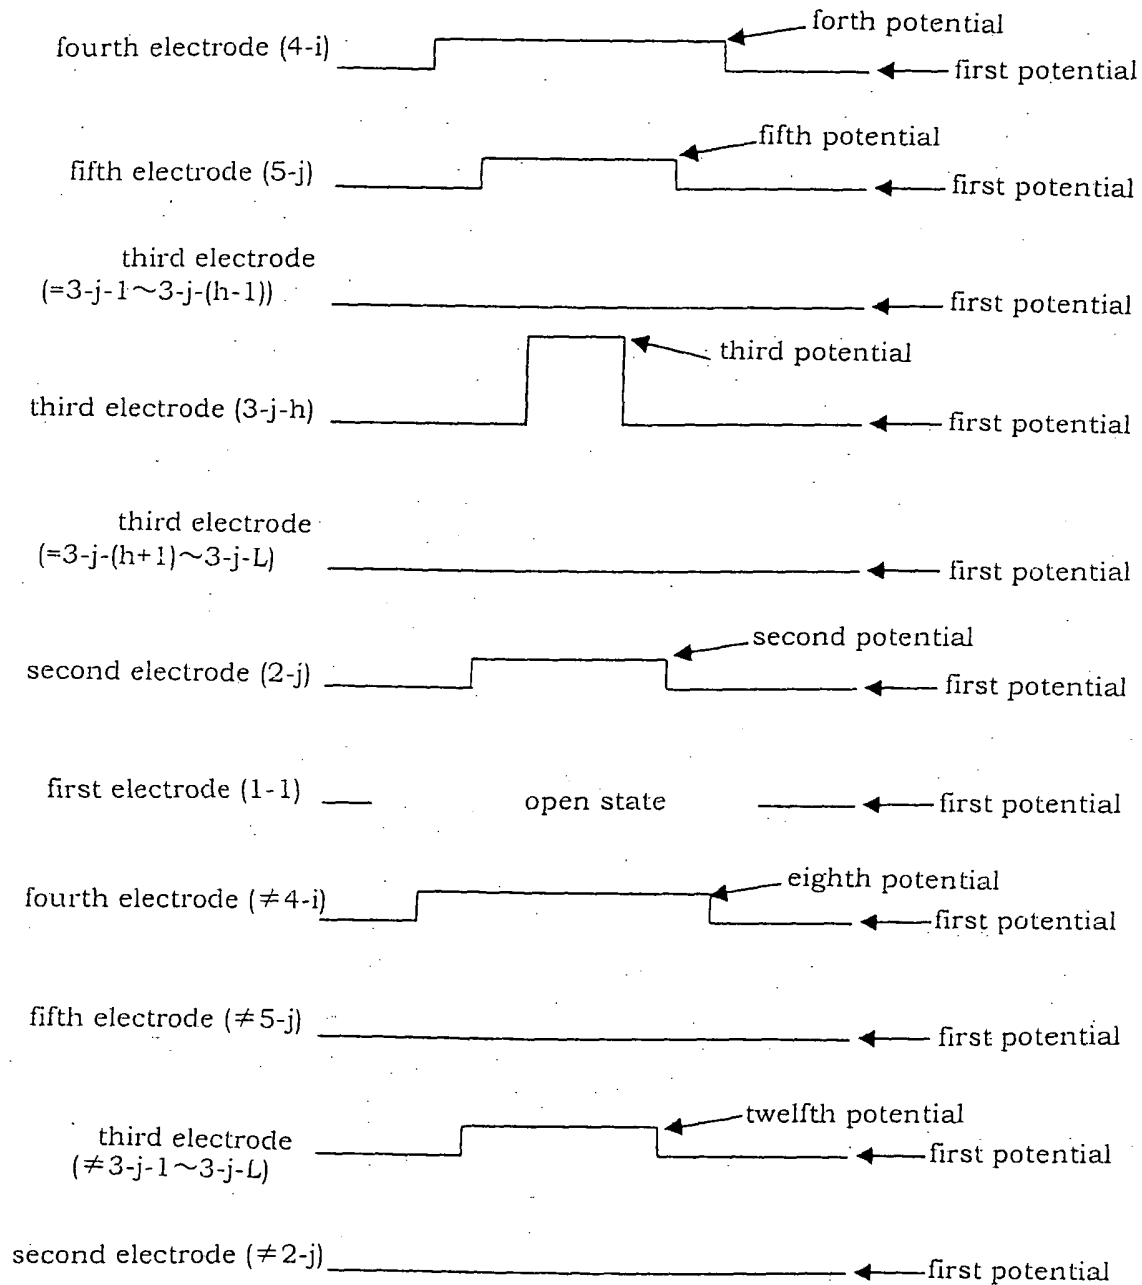 fourth electrode (4-i)
forth potential
first potential
fifth electrode (5-j)
fifth potential
first potential
third electrode
(=3-j-1～3-j-(h-1))
first potential
third electrode (3-j-h)
third potential
first potential
third electrode
(=3-j-(h+1)～3-j-L)
first potential
second electrode (2-j)
second potential
first potential
first electrode (1-1)
open state
first potential
fourth electrode (≠4-i)
eighth potential
first potential
fifth electrode (≠5-j)
first potential
third electrode
(≠3-j-1～3-j-L)
twelfth potential
first potential
second electrode (≠2-j)
first potential